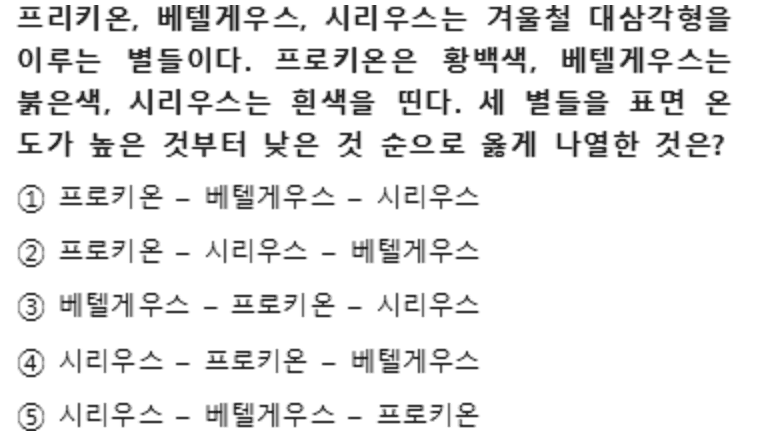 프리키온, 베텔게우스, 시리우스는 겨울철 대삼각형을
이루는 별들이다. 프로키온은 황백색, 베텔게우스는
붉은색, 시리우스는 흰색을 띤다. 세 별들을 표면 온
도가 높은 것부터 낮은 것 순으로 옳게 나열한 것은?
① 프로키온 – 베텔게우스 – 시리우스
② 프로키온 – 시리우스 – 베텔게우스
③ 베텔게우스 – 프로키온 – 시리우스
④ 시리우스 – 프로키온 – 베텔게우스
⑤ 시리우스 – 베텔게우스 – 프로키온